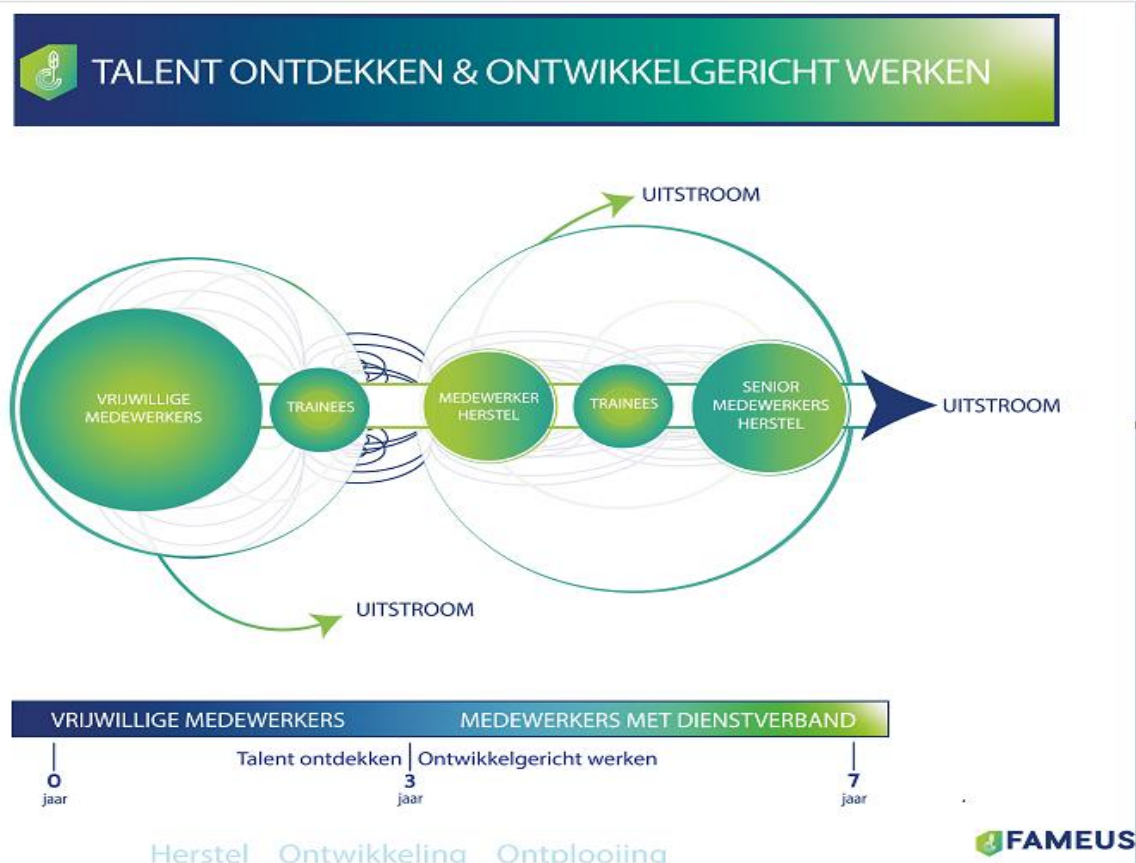 TALENT ONTDEKKEN & ONTWIKKELGERICHT WERKEN
UITSTROOM
VRIJWILLIGE
MEDEWERKERS
TRAINEES
MEDEWERKER
HERSTEL
TRAINEES
SENIOR
MEDEWERKERS
HERSTEL
UITSTROOM
UITSTROOM
VRIJWILLIGE MEDEWERKERS MEDEWERKERS MET DIENSTVERBAND
Talent ontdekken | Ontwikkelgericht werken
0 3 7
jaar jaar jaar
Herstel Ontwikkeling Ontplooiing
FAMEUS